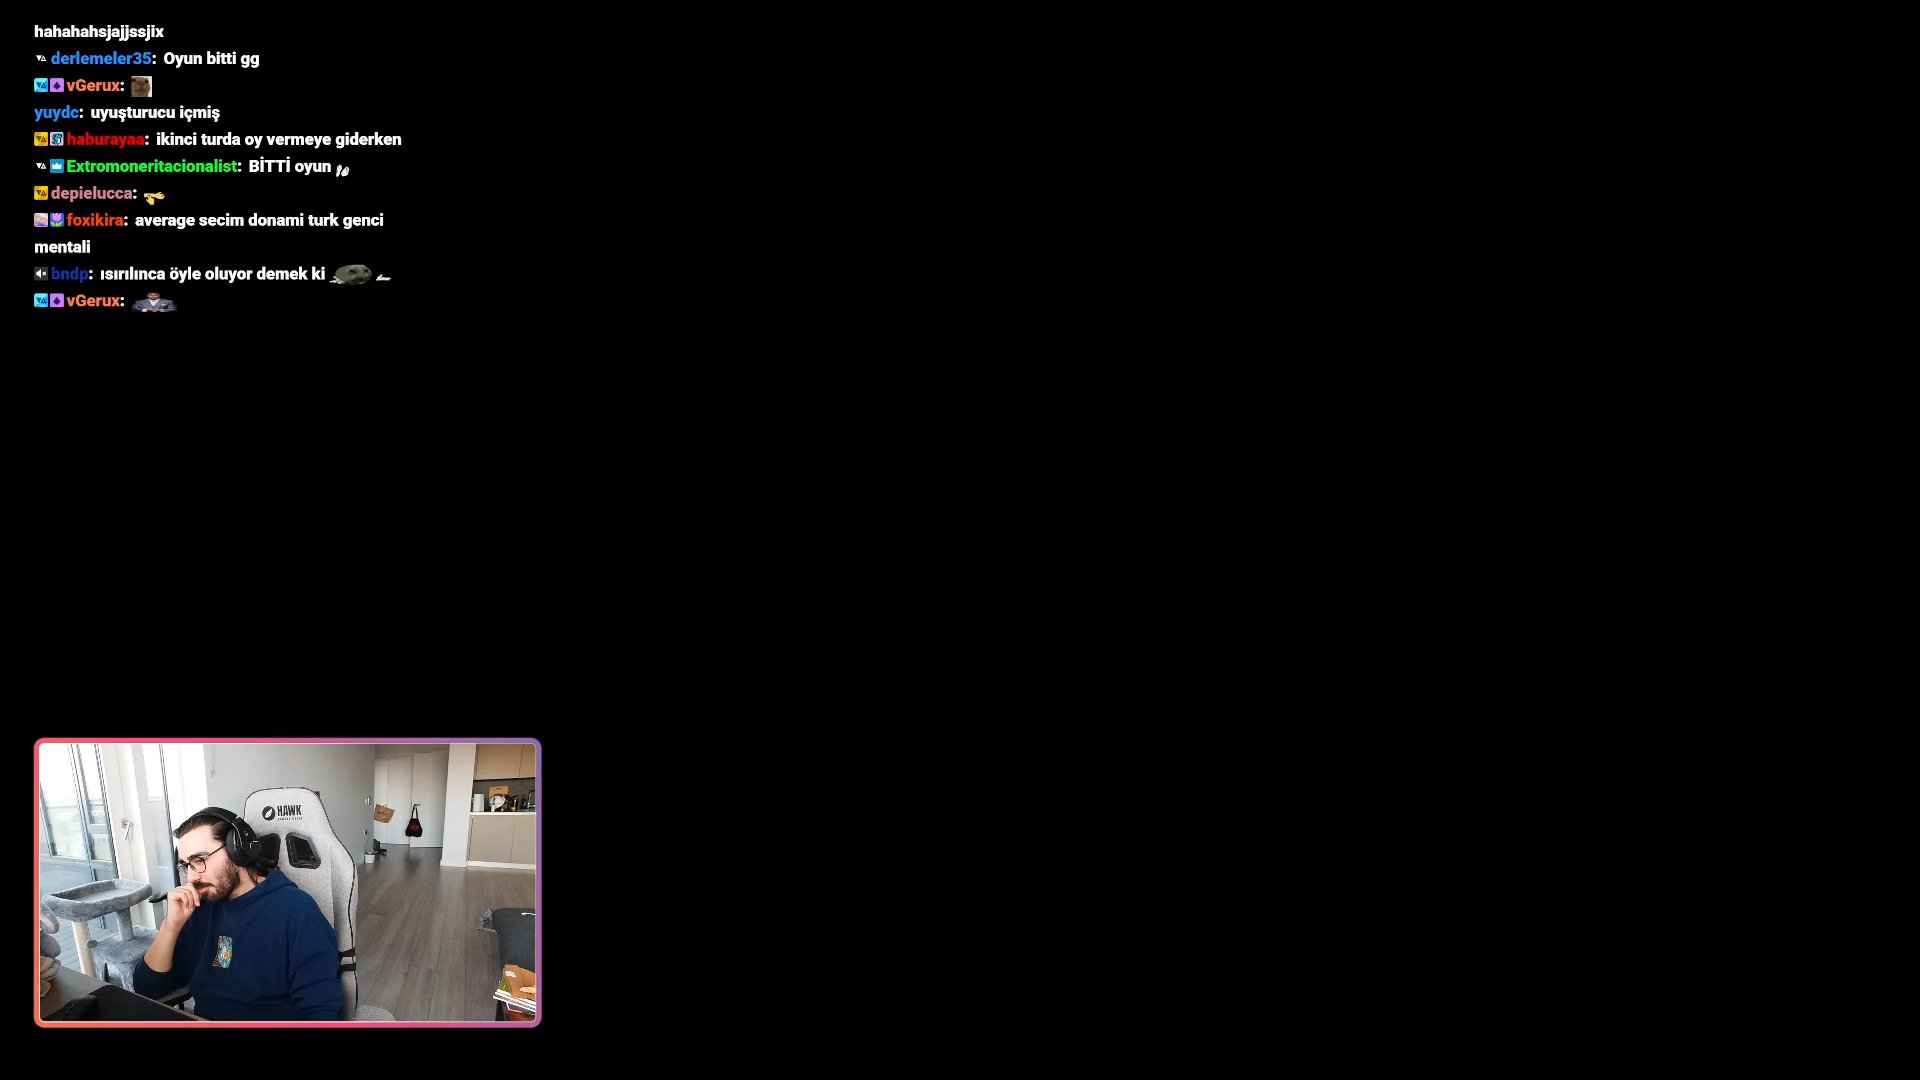 hahahahsjajjssjix
derlemeler35: Oyun bitti gg
vGerux:
yuydc: uyuşturucu içmiş
haburayaa: ikinci turda oy vermeye giderken
Extromoneritacionalist: BİTTİ oyun
depielucca:
foxikira: average secim donami turk genci
mentali
bndp: ısırılınca öyle oluyor demek ki
vGerux:
HAWK